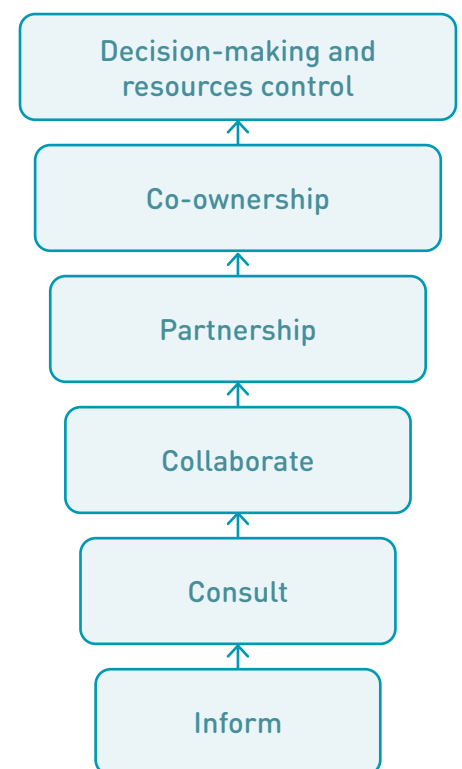 Decision-making and
resources control
Co-ownership
Partnership
Collaborate
Consult
Inform